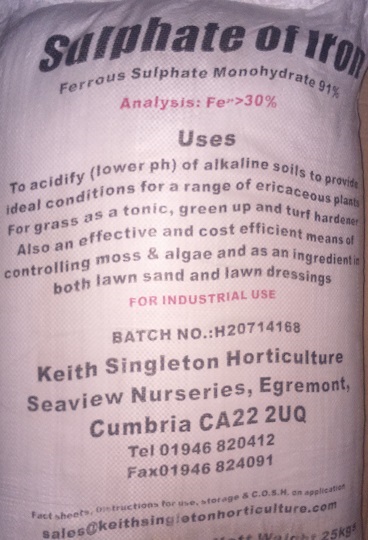 Sulphate of Iron
Ferrous Sulphate Monohydrate 91%
Analysis: Fe²⁺>30%
Uses
To acidify (lower ph) of alkaline soils to provide
ideal conditions for a range of ericaceous plants
For grass as a tonic, green up and turf hardener
Also an effective and cost efficient means of
controlling moss & algae and as an ingredient in
both lawn sand and lawn dressings
FOR INDUSTRIAL USE
BATCH NO.:H20714168
Keith Singleton Horticulture
Seaview Nurseries, Egremont,
Cumbria CA22 2UQ
Tel 01946 820412
Fax01946 824091
Fact sheets, instructions for use, storage & C.O.S.H. on application
sales@keithsingletonhorticulture.com
Nett Weight 25kgs